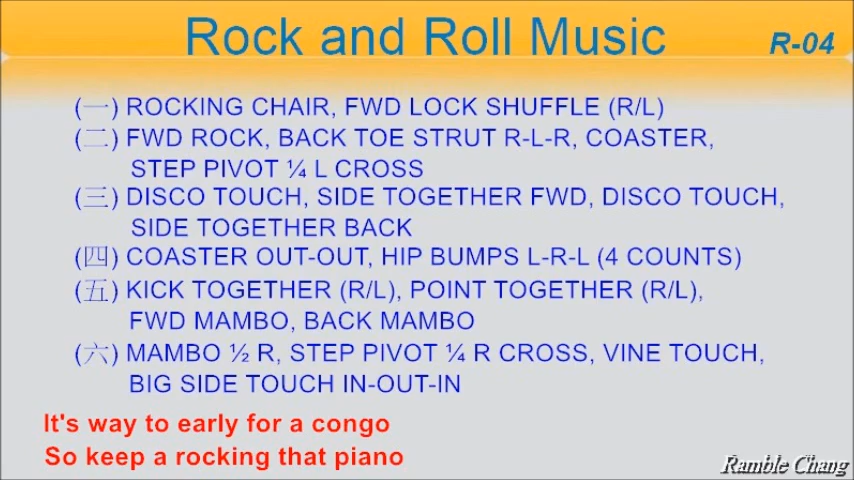 Rock and Roll Music
R-04
(一) ROCKING CHAIR, FWD LOCK SHUFFLE (R/L)
(二) FWD ROCK, BACK TOE STRUT R-L-R, COASTER,
STEP PIVOT ¼ L CROSS
(三) DISCO TOUCH, SIDE TOGETHER FWD, DISCO TOUCH,
SIDE TOGETHER BACK
(四) COASTER OUT-OUT, HIP BUMPS L-R-L (4 COUNTS)
(五) KICK TOGETHER (R/L), POINT TOGETHER (R/L),
FWD MAMBO, BACK MAMBO
(六) MAMBO ½ R, STEP PIVOT ¼ R CROSS, VINE TOUCH,
BIG SIDE TOUCH IN-OUT-IN
It's way to early for a congo
So keep a rocking that piano
Ramble Chang